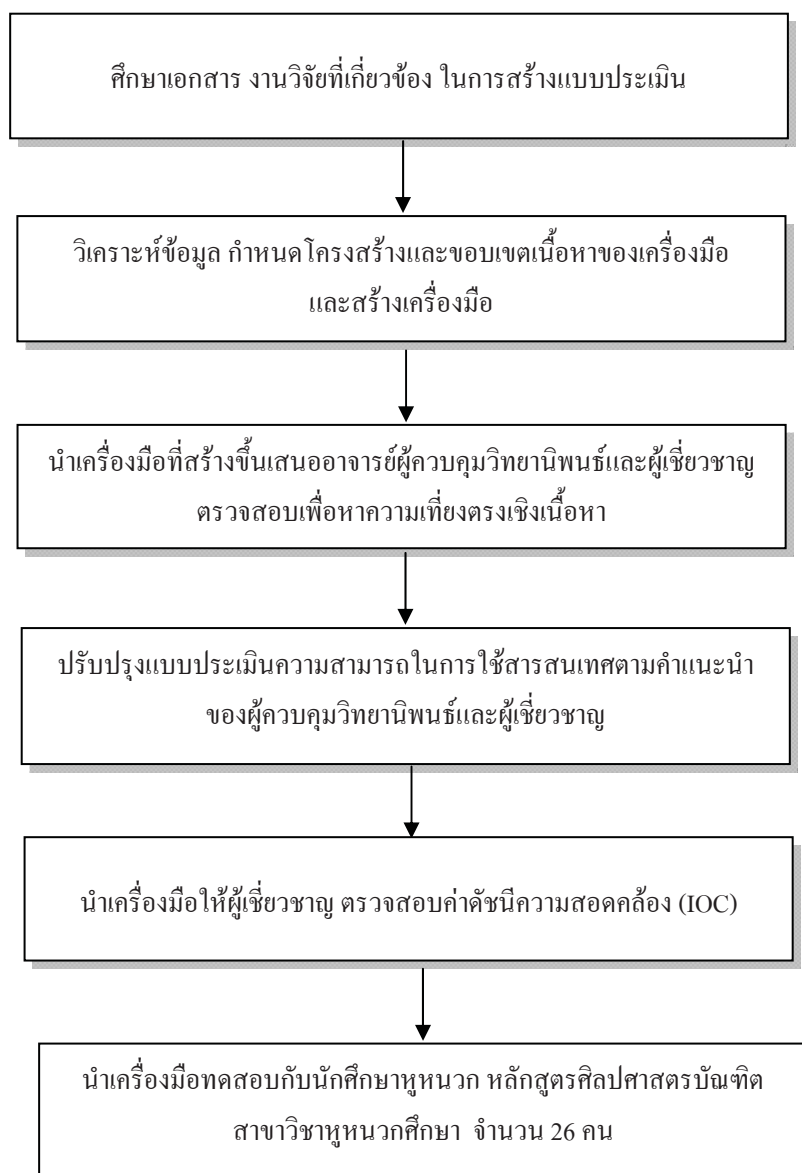 ศึกษาเอกสาร งานวิจัยที่เกี่ยวข้อง ในการสร้างแบบประเมิน
วิเคราะห์ข้อมูล กำหนดโครงสร้างและขอบเขตเนื้อหาของเครื่องมือ
และสร้างเครื่องมือ
นำเครื่องมือที่สร้างขึ้นเสนออาจารย์ผู้ควบคุมวิทยานิพนธ์และผู้เชี่ยวชาญ
ตรวจสอบเพื่อหาความเที่ยงตรงเชิงเนื้อหา
ปรับปรุงแบบประเมินความสามารถในการใช้สารสนเทศตามคำแนะนำ
ของผู้ควบคุมวิทยานิพนธ์และผู้เชี่ยวชาญ
นำเครื่องมือให้ผู้เชี่ยวชาญ ตรวจสอบค่าดัชนีความสอดคล้อง (IOC)
นำเครื่องมือทดสอบกับนักศึกษาหูหนวก หลักสูตรศิลปศาสตรบัณฑิต
สาขาวิชาหูหนวกศึกษา จำนวน 26 คน